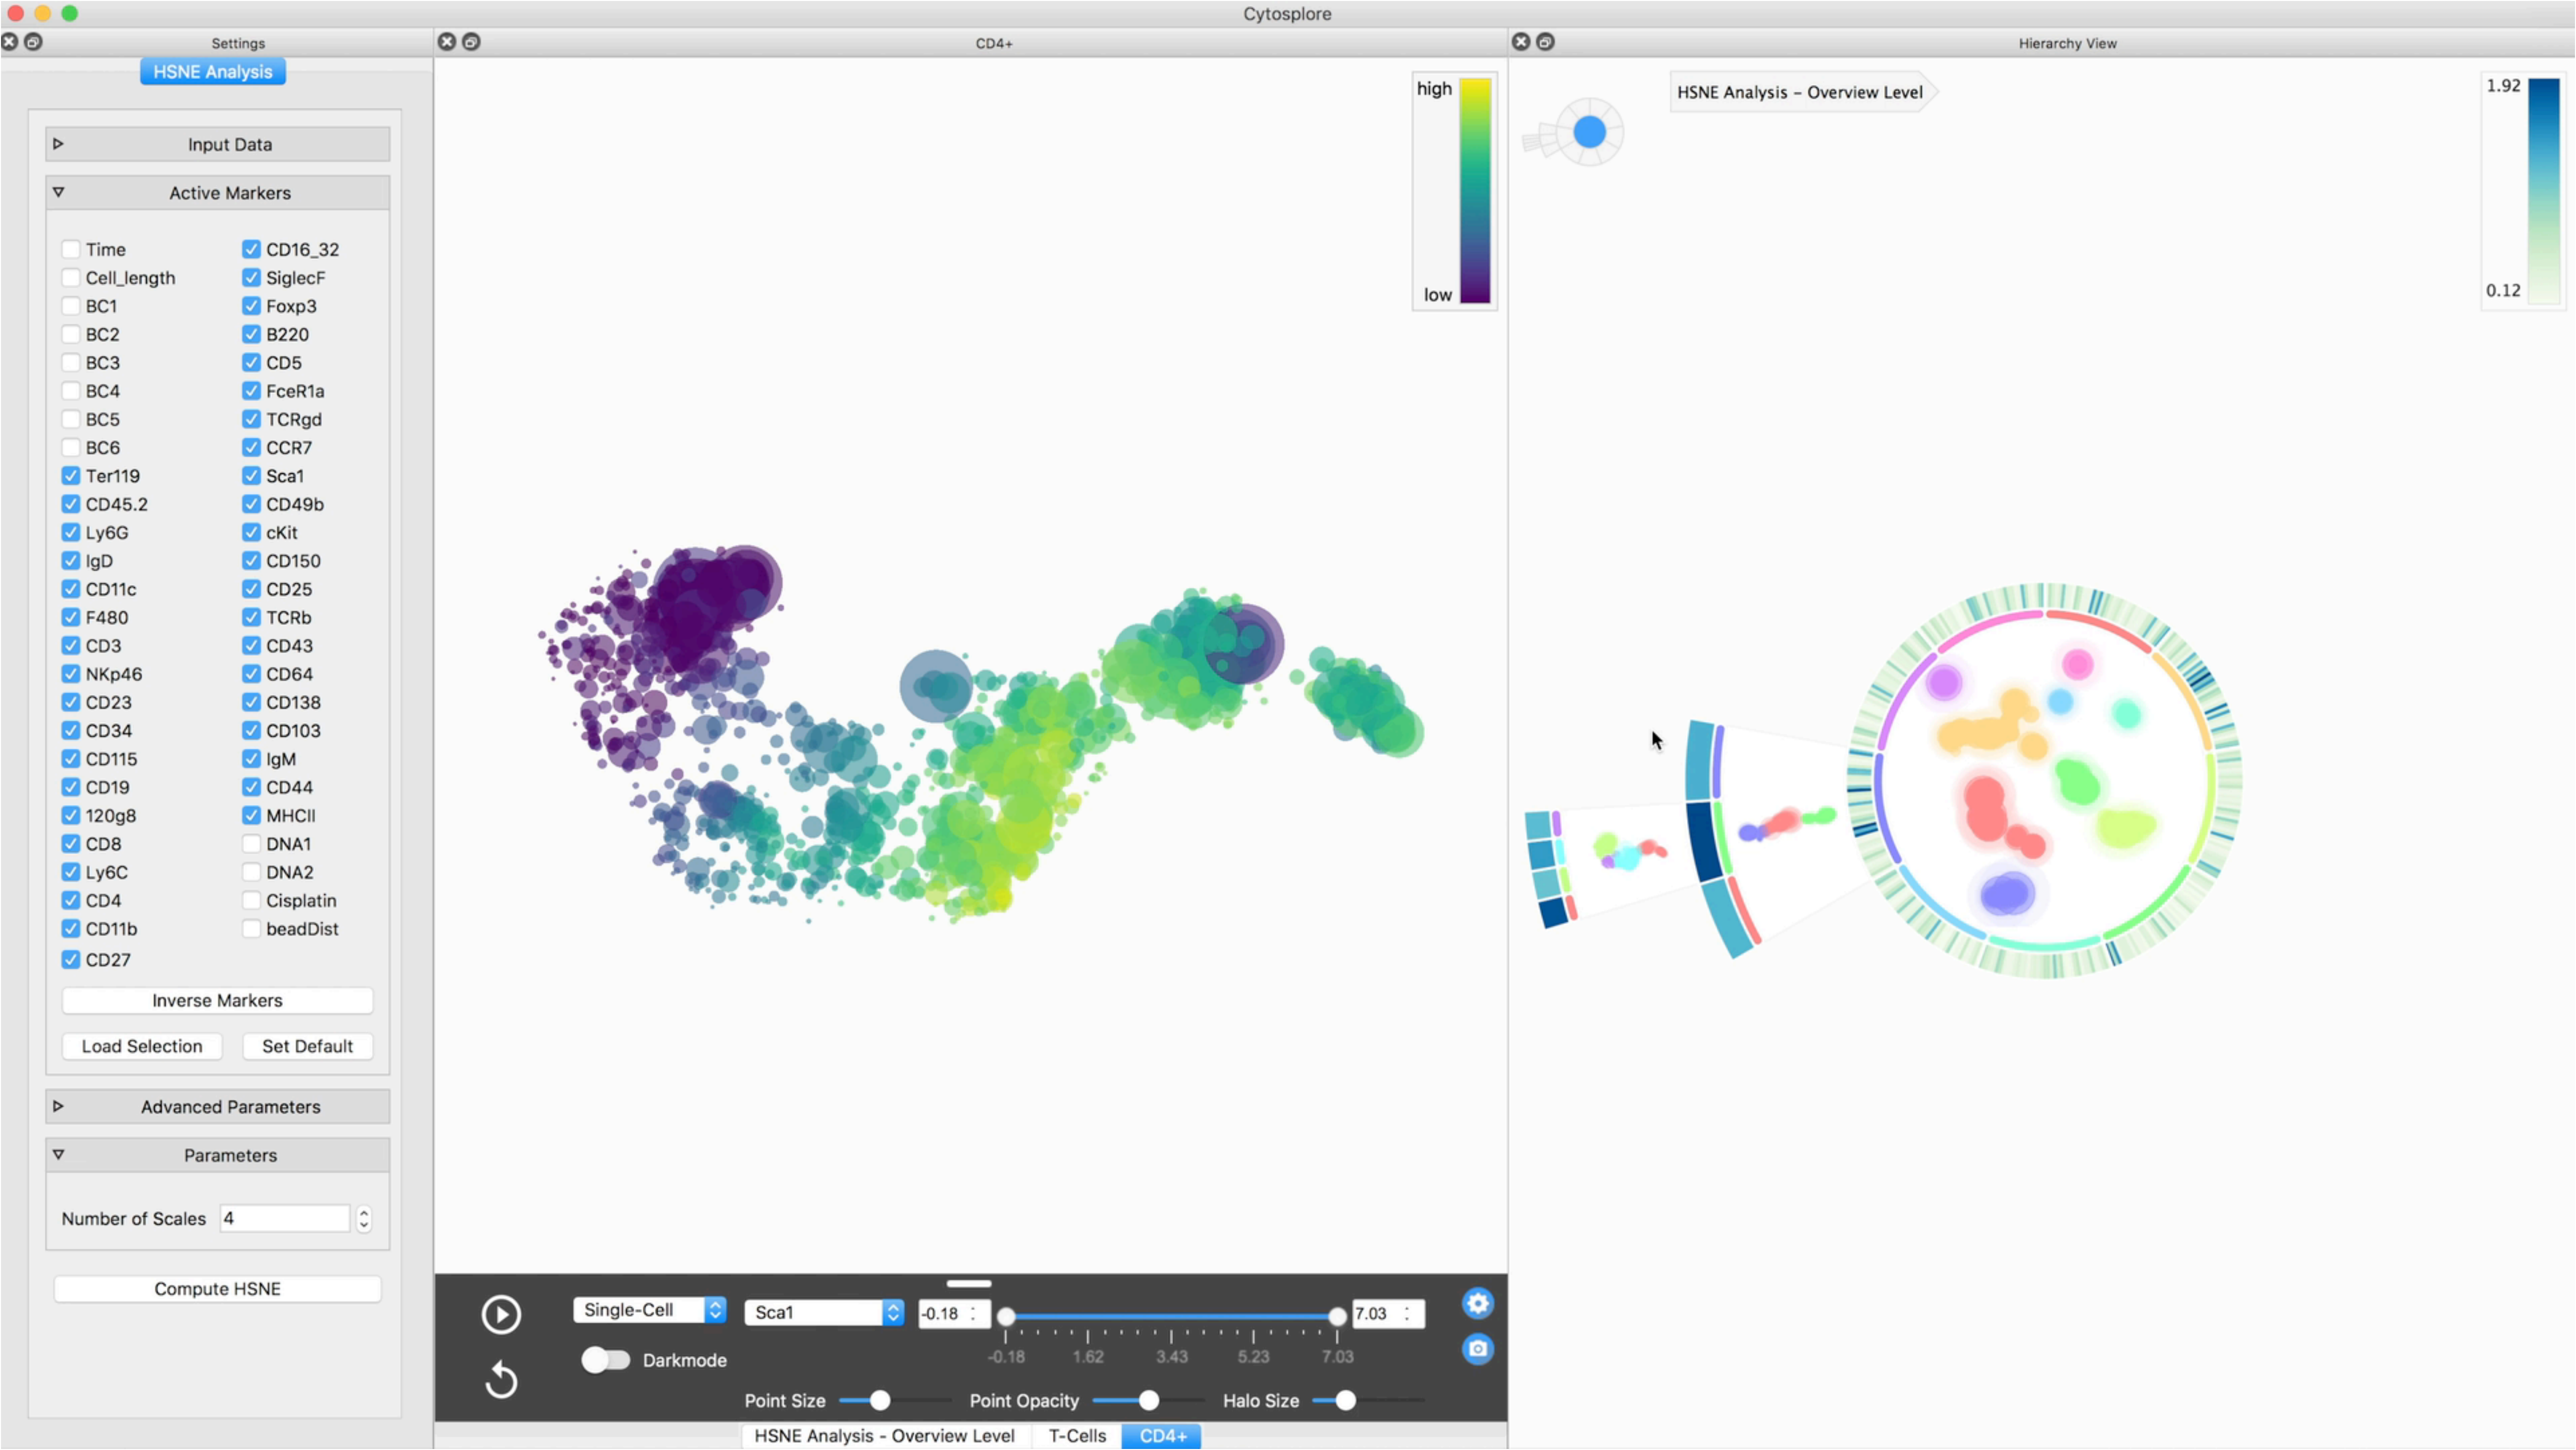 Cytosplore
Settings
CD4+
Hierarchy View
HSNE Analysis
Input Data
Active Markers
Time
CD16_32
Cell_length
SiglecF
BC1
Foxp3
BC2
B220
BC3
CD5
BC4
FceR1a
BC5
TCRgd
BC6
CCR7
Ter119
Sca1
CD45.2
CD49b
Ly6G
cKit
IgD
CD150
CD11c
CD25
F480
TCRb
CD3
CD43
NKp46
CD64
CD23
CD138
CD34
CD103
CD115
IgM
CD19
CD44
120g8
MHCII
CD8
DNA1
Ly6C
DNA2
CD4
Cisplatin
CD11b
beadDist
CD27
Inverse Markers
Load Selection
Set Default
Advanced Parameters
Parameters
Number of Scales 4
Compute HSNE
high
low
Single-Cell
Sca1
-0.18
7.03
-0.18 1.62 3.43 5.23 7.03
Darkmode
Point Size
Point Opacity
Halo Size
HSNE Analysis - Overview Level
T-Cells
CD4+
HSNE Analysis – Overview Level
1.92
0.12